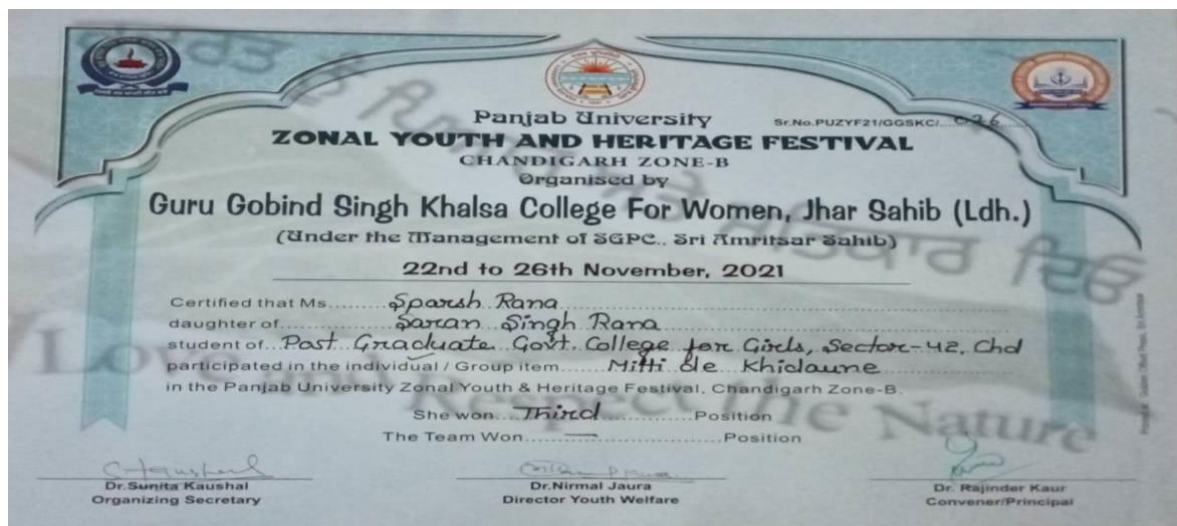 Panjab University
Sr.No.PUZYF21/GGSKC/....026....
ZONAL YOUTH AND HERITAGE FESTIVAL
CHANDIGARH ZONE-B
Organised by
Guru Gobind Singh Khalsa College For Women, Jhar Sahib (Ldh.)
(Under the Management of SGPC., Sri Amritsar Sahib)
22nd to 26th November, 2021
Certified that Ms.......Sparsh Rana
daughter of............Saran Singh Rana
student of..Post Graduate Govt. College for Girls, Sector-42, Chd
participated in the individual / Group item......Mitti de Khidaune
in the Panjab University Zonal Youth & Heritage Festival, Chandigarh Zone-B.
She won...Third............Position
The Team Won.......—.......Position
Love and Respect The Nature
Dr.Sunita Kaushal
Organizing Secretary
Dr.Nirmal Jaura
Director Youth Welfare
Dr. Rajinder Kaur
Convener/Principal